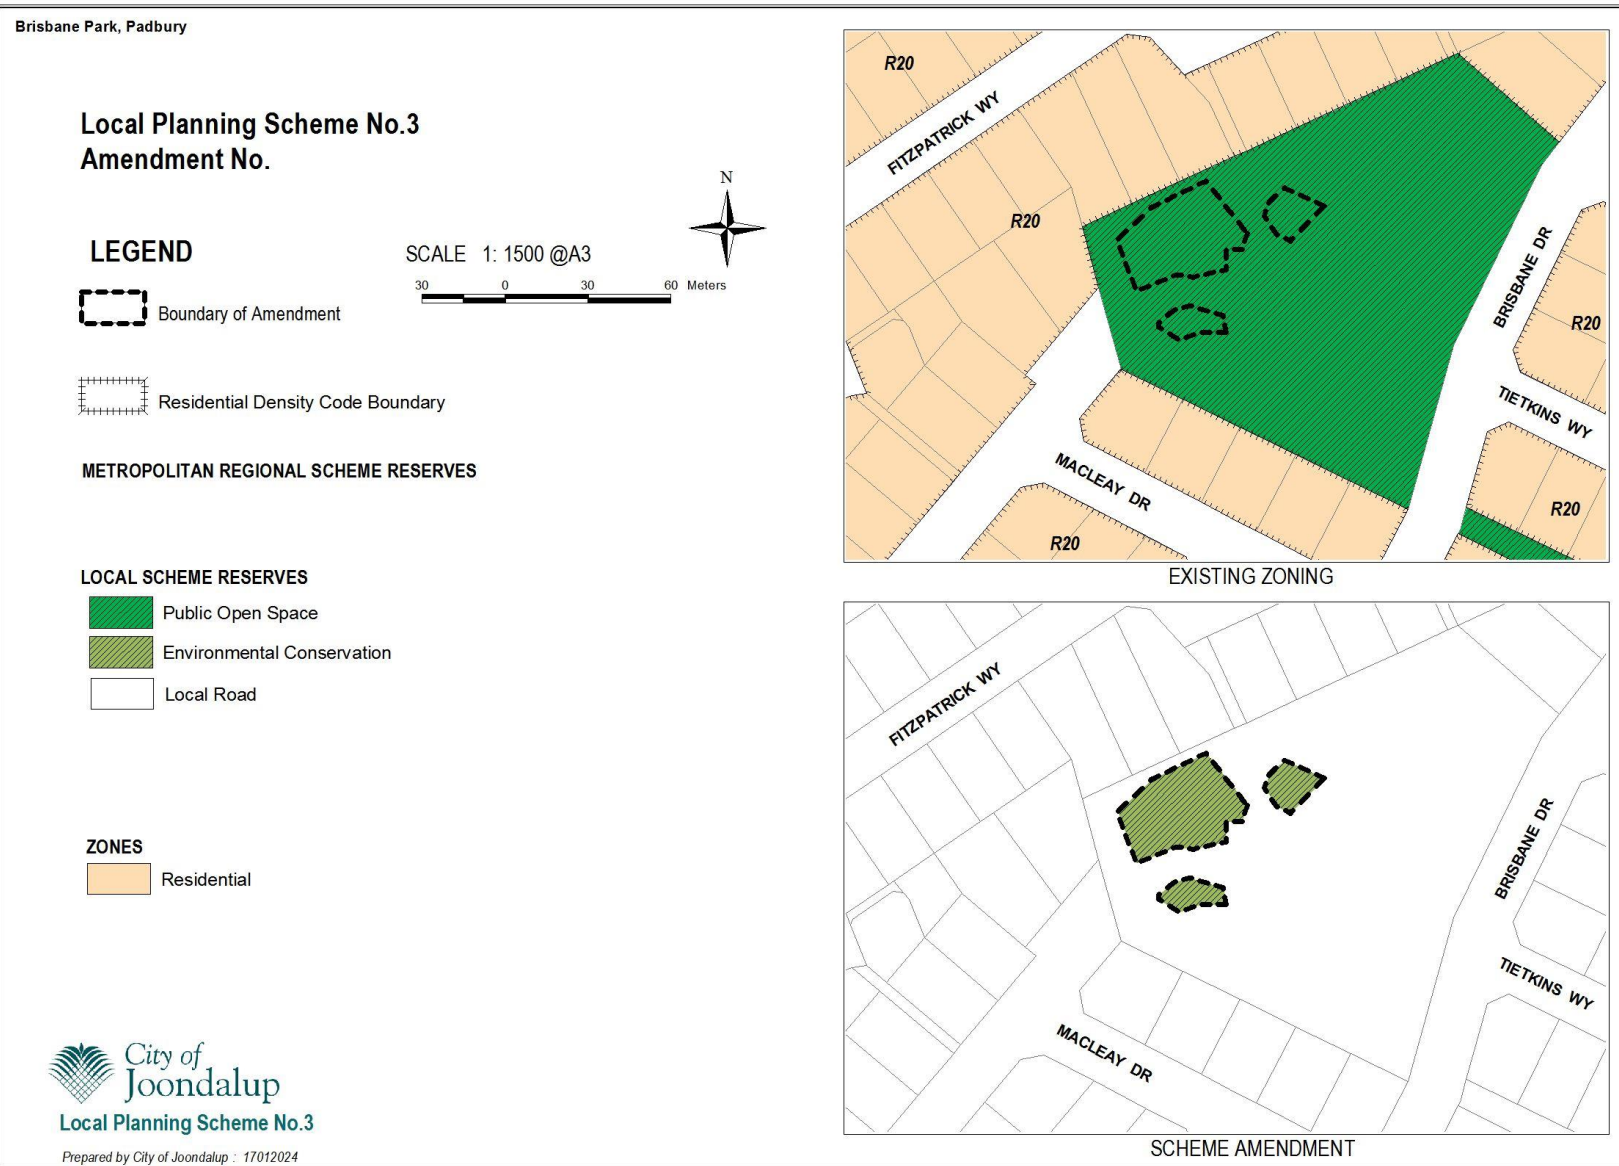 Brisbane Park, Padbury
Local Planning Scheme No.3
Amendment No.
N
LEGEND
SCALE 1: 1500 @A3
30 0 30 60 Meters
Boundary of Amendment
Residential Density Code Boundary
METROPOLITAN REGIONAL SCHEME RESERVES
LOCAL SCHEME RESERVES
Public Open Space
Environmental Conservation
Local Road
ZONES
Residential
City of
Joondalup
Local Planning Scheme No.3
Prepared by City of Joondalup : 17012024
R20
FITZPATRICK WY
R20
BRISBANE DR
R20
TIETKINS WY
MACLEAY DR
R20
R20
EXISTING ZONING
FITZPATRICK WY
BRISBANE DR
TIETKINS WY
MACLEAY DR
SCHEME AMENDMENT